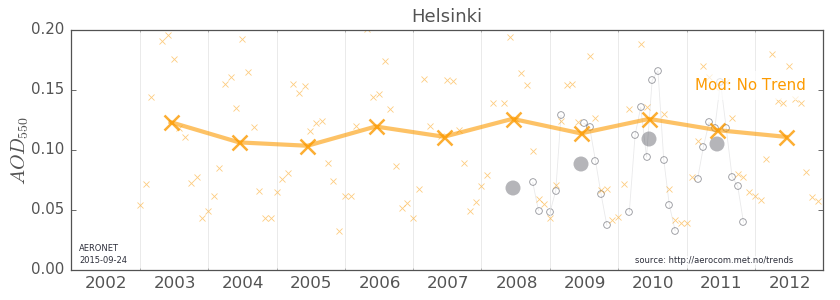 Helsinki
0.20
0.15
0.10
0.05
0.00
AOD550
Mod: No Trend
AERONET
2015-09-24
source: http://aerocom.met.no/trends
2002 2003 2004 2005 2006 2007 2008 2009 2010 2011 2012